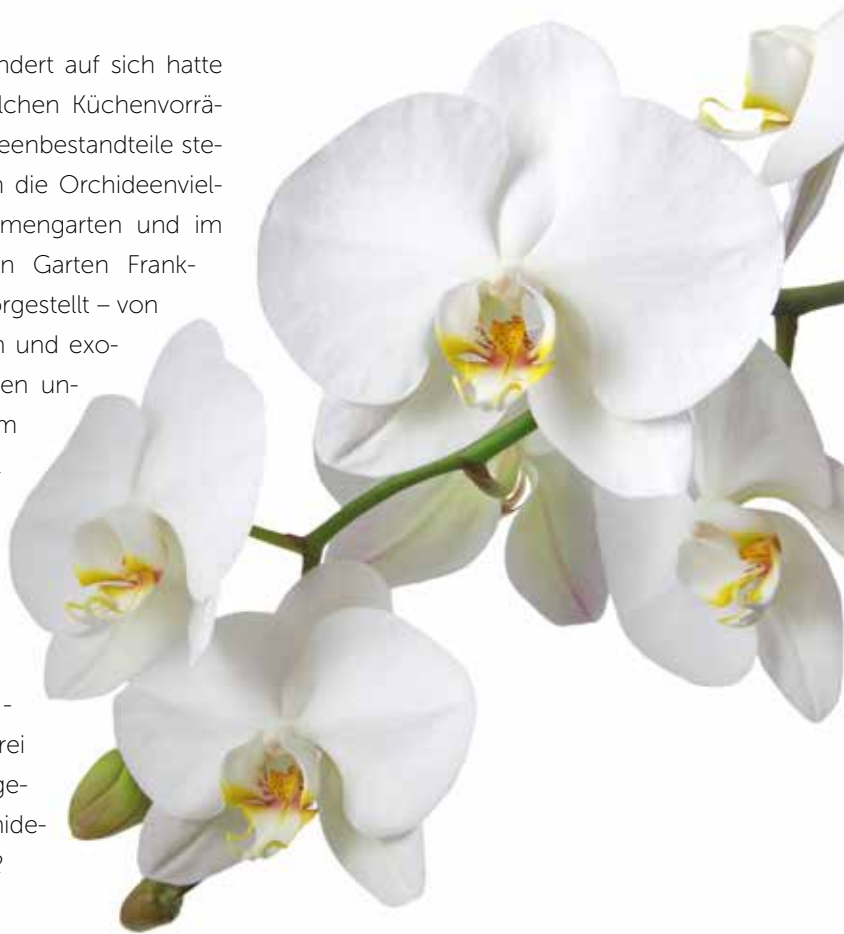 ndert auf sich hatte
lchen Küchenvorrä-
eenbestandteile ste-
n die Orchideenviel-
mengarten und im
n Garten Frank-
orgestellt – von
n und exo-
en un-
m
-
rei
ge-
hide-
?